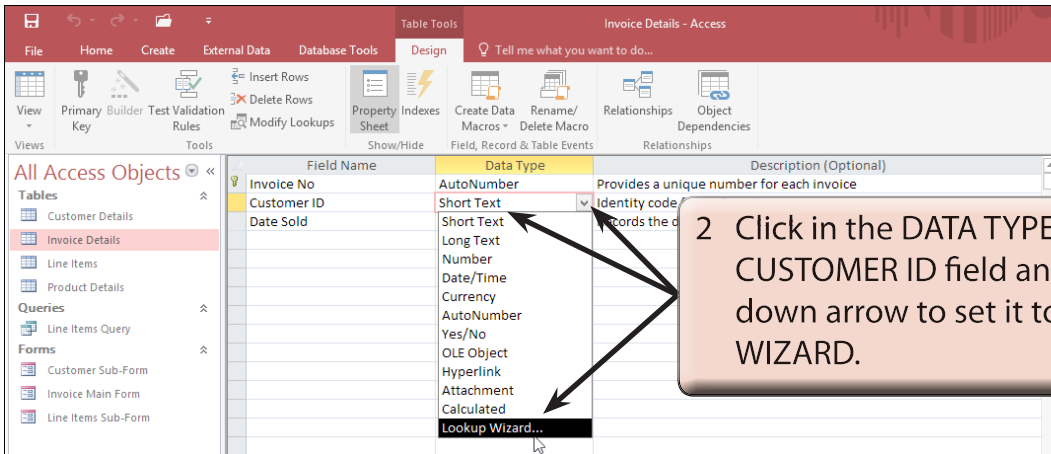 Table Tools
Invoice Details - Access
File Home Create External Data Database Tools Design Tell me what you want to do...
View
Views
Primary Key
Builder
Test Validation Rules
Insert Rows
Delete Rows
Modify Lookups
Tools
Property Sheet
Indexes
Show/Hide
Create Data Macros
Rename/ Delete Macro
Field, Record & Table Events
Relationships
Object Dependencies
Relationships
All Access Objects «
Tables
Customer Details
Invoice Details
Line Items
Product Details
Queries
Line Items Query
Forms
Customer Sub-Form
Invoice Main Form
Line Items Sub-Form
Field Name Data Type Description (Optional)
Invoice No AutoNumber Provides a unique number for each invoice
Customer ID Short Text Identity code
Date Sold Short Text Records the d
Long Text
Number
Date/Time
Currency
AutoNumber
Yes/No
OLE Object
Hyperlink
Attachment
Calculated
Lookup Wizard...
2 Click in the DATA TYPE
CUSTOMER ID field an
down arrow to set it to
WIZARD.